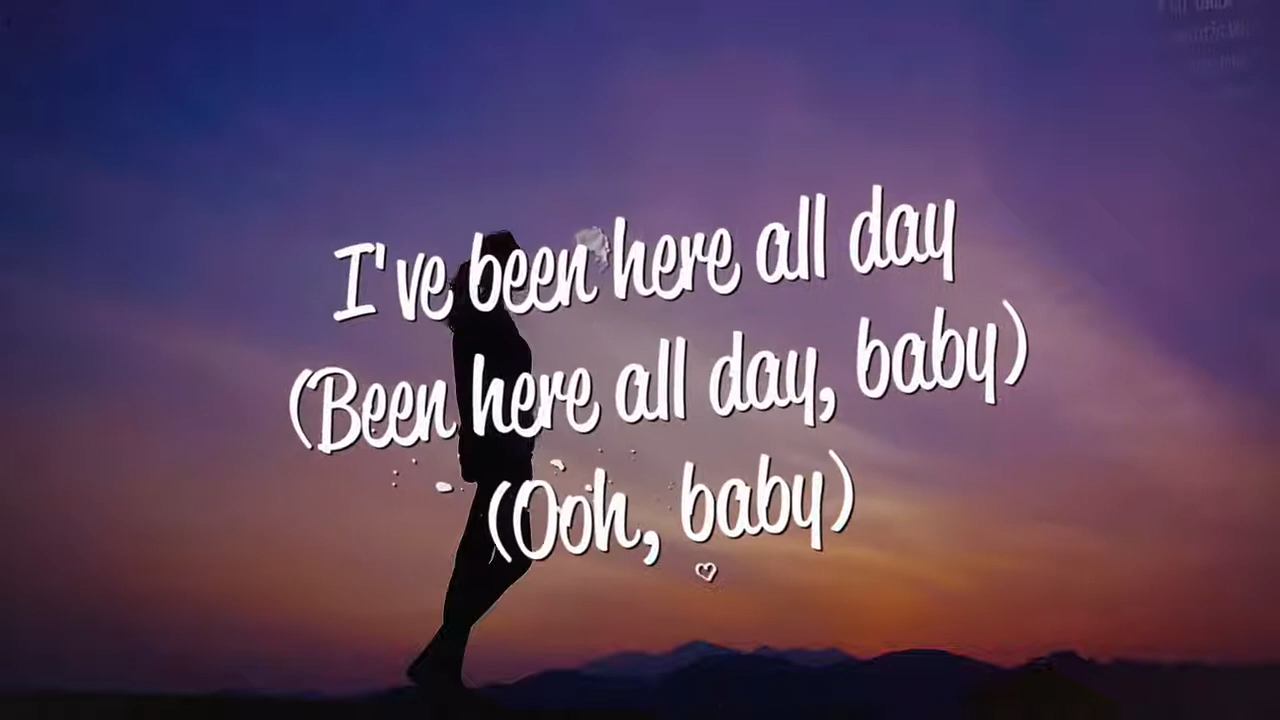 I've been here all day
(Been here all day, baby)
(Ooh, baby)